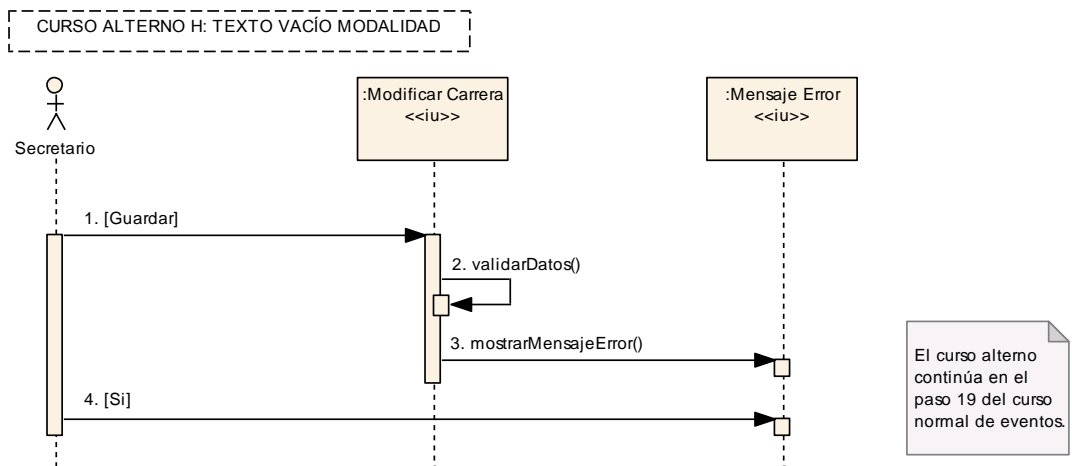 CURSO ALTERNO H: TEXTO VACÍO MODALIDAD
:Modificar Carrera
<<iu>>
:Mensaje Error
<<iu>>
Secretario
1. [Guardar]
2. validarDatos()
3. mostrarMensajeError()
4. [Si]
El curso alterno
continúa en el
paso 19 del curso
normal de eventos.